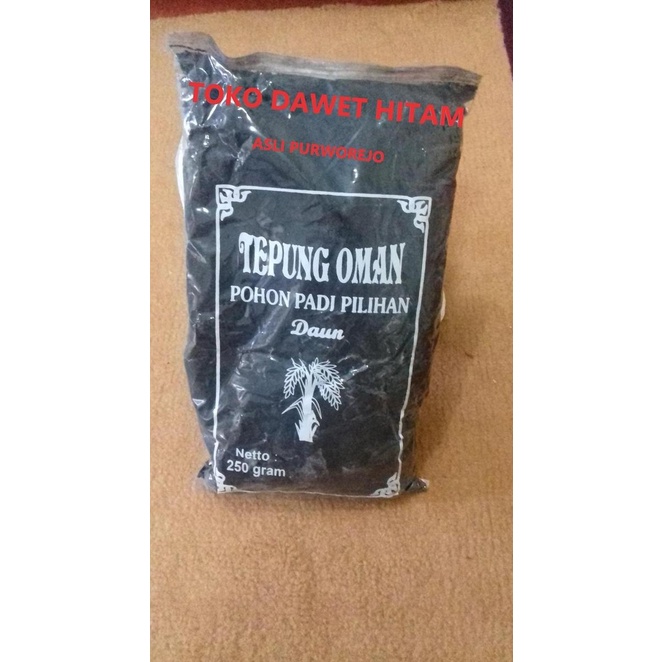 TOKO DAWET HITAM
ASLI PURWOREJO
TEPUNG OMAN
POHON PADI PILIHAN
Daun
Netto :
250 gram